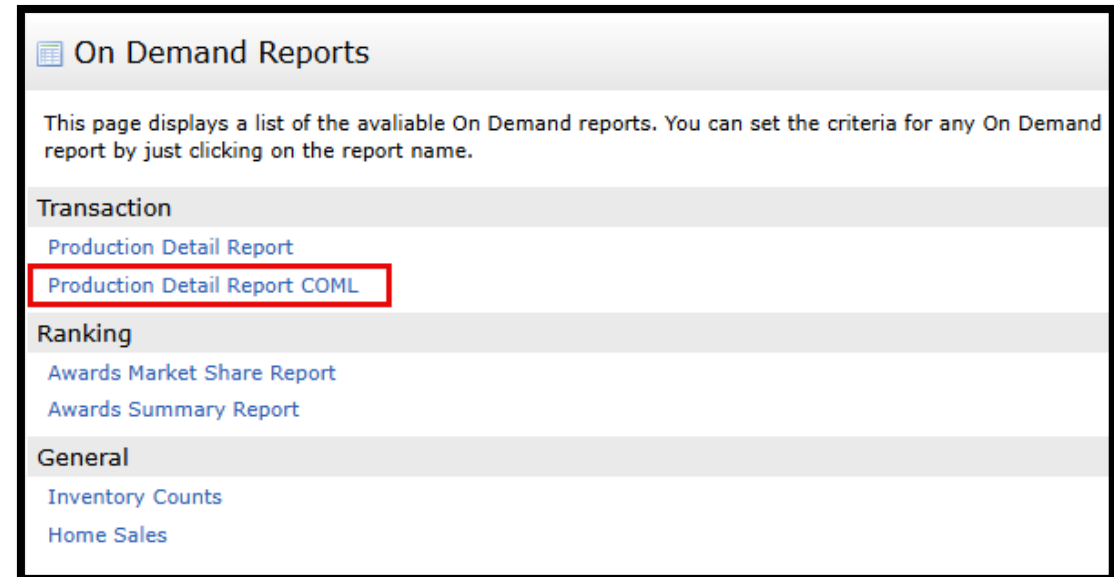 On Demand Reports
This page displays a list of the avaliable On Demand reports. You can set the criteria for any On Demand
report by just clicking on the report name.
Transaction
Production Detail Report
Production Detail Report COML
Ranking
Awards Market Share Report
Awards Summary Report
General
Inventory Counts
Home Sales